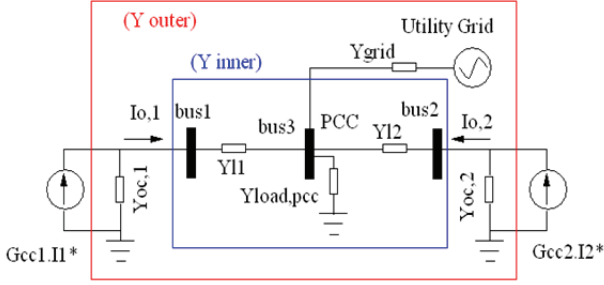 (Y outer)
Utility Grid
Ygrid
(Y inner)
bus1
bus2
Io,1
bus3
PCC
Yl2
Io,2
Yl1
Yoc,1
Yload,pcc
Yoc,2
Gcc1.I1*
Gcc2.I2*